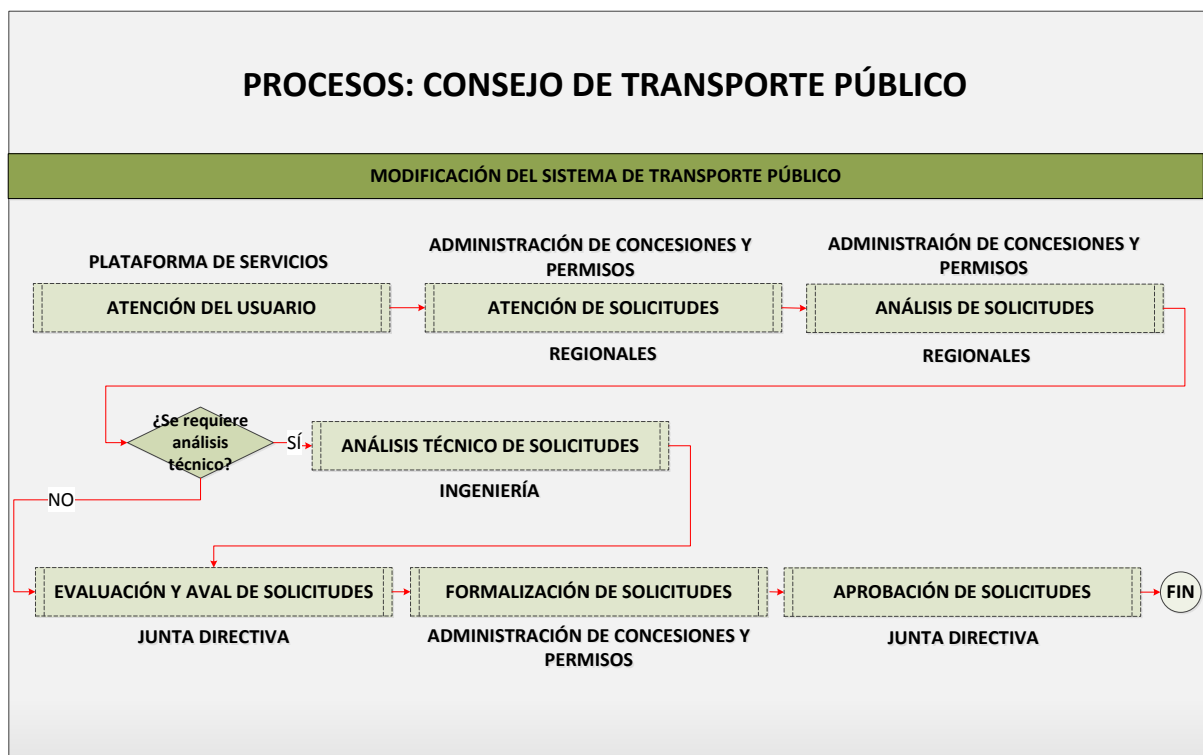 PROCESOS: CONSEJO DE TRANSPORTE PÚBLICO
MODIFICACIÓN DEL SISTEMA DE TRANSPORTE PÚBLICO
PLATAFORMA DE SERVICIOS
ATENCIÓN DEL USUARIO
ADMINISTRACIÓN DE CONCESIONES Y
PERMISOS
ATENCIÓN DE SOLICITUDES
REGIONALES
ADMINISTRAIÓN DE CONCESIONES Y
PERMISOS
ANÁLISIS DE SOLICITUDES
REGIONALES
¿Se requiere
análisis
técnico?
SÍ
NO
ANÁLISIS TÉCNICO DE SOLICITUDES
INGENIERÍA
EVALUACIÓN Y AVAL DE SOLICITUDES
JUNTA DIRECTIVA
FORMALIZACIÓN DE SOLICITUDES
ADMINISTRACIÓN DE CONCESIONES Y
PERMISOS
APROBACIÓN DE SOLICITUDES
JUNTA DIRECTIVA
FIN